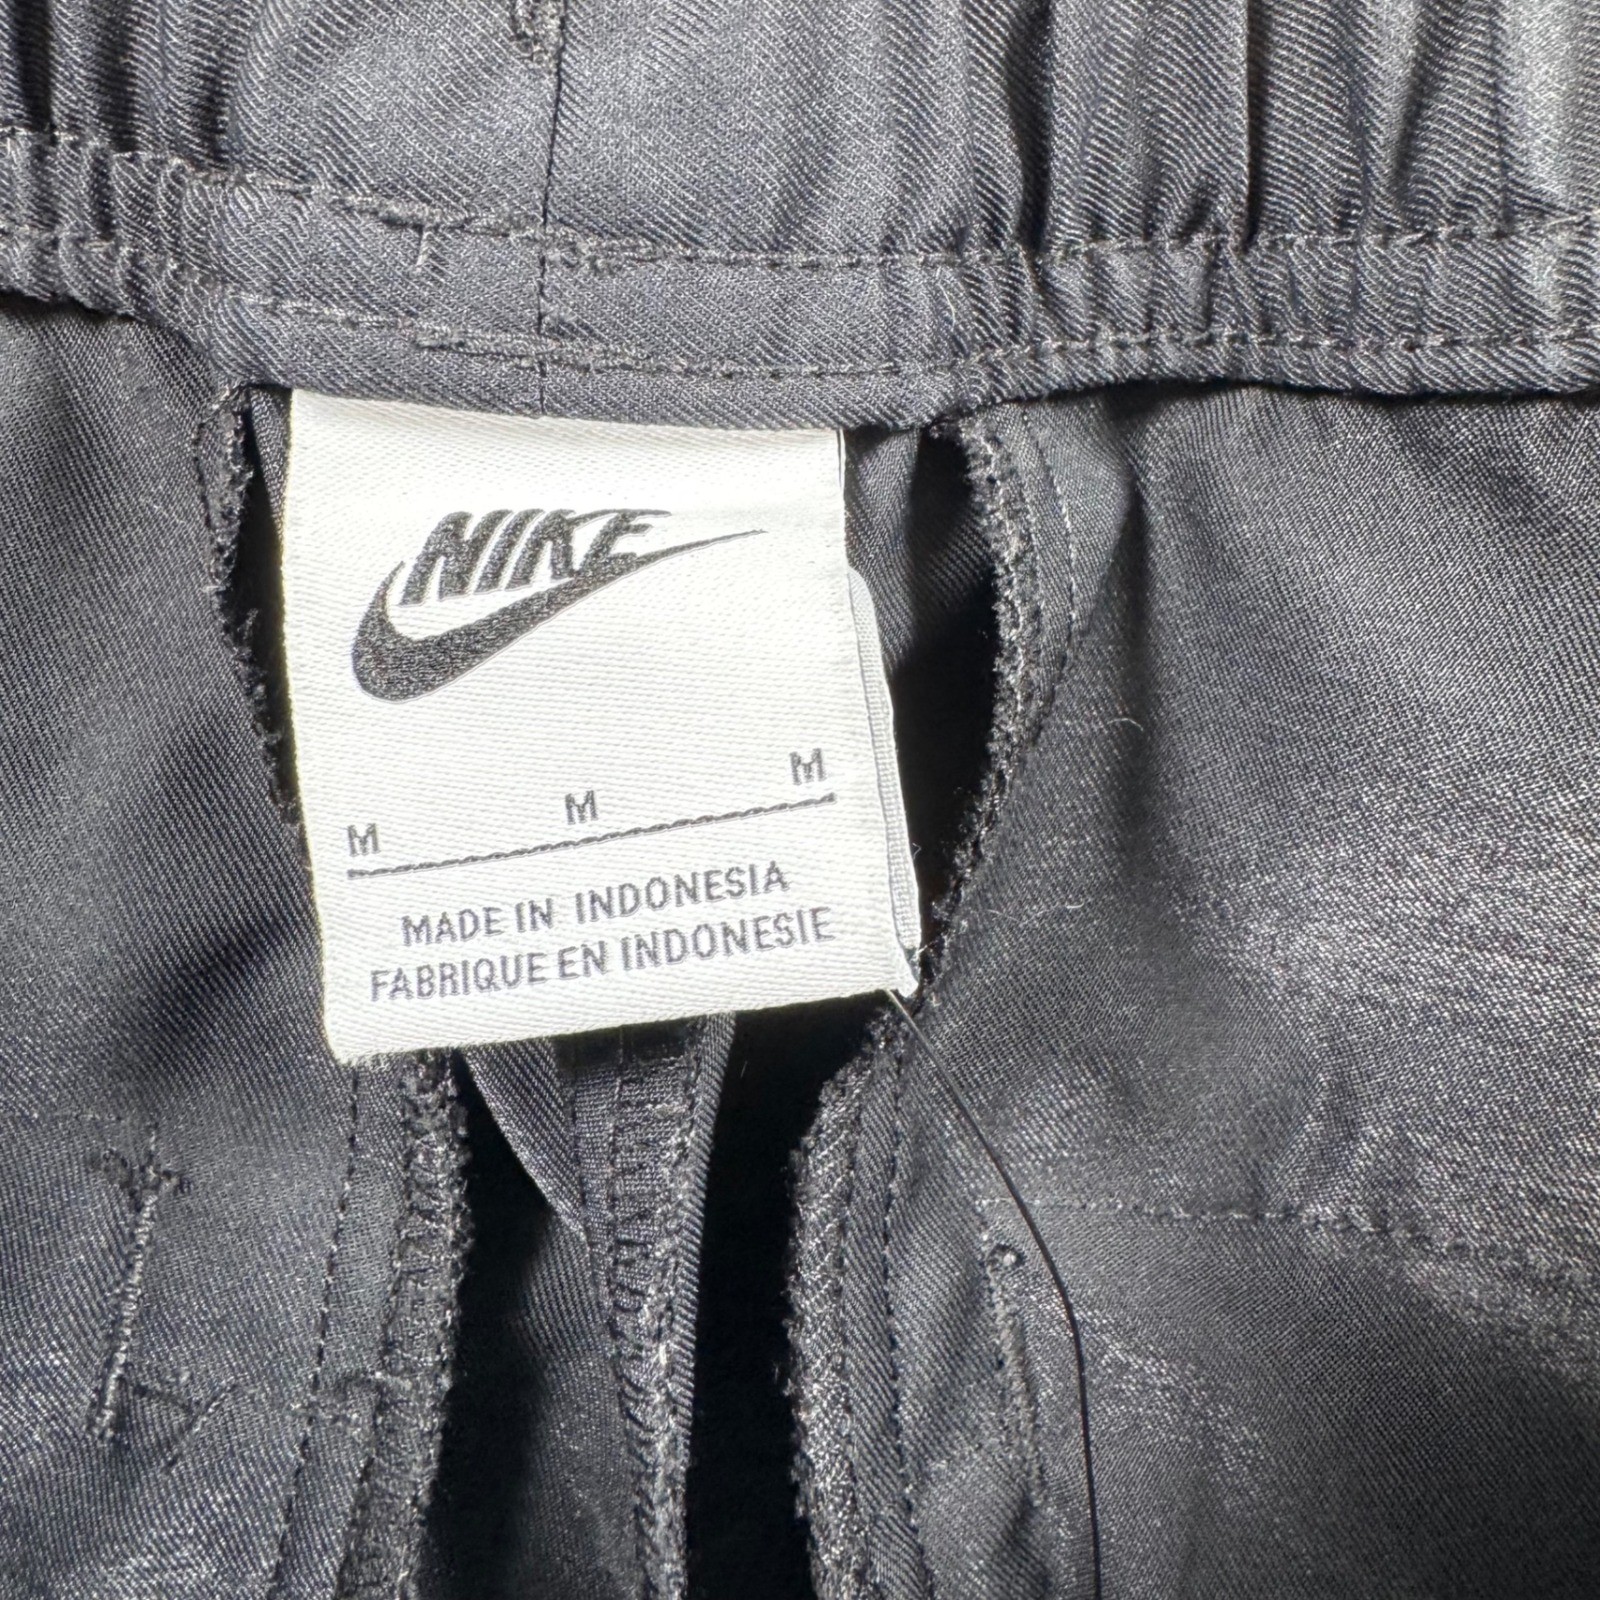 NIKE
M M M
MADE IN INDONESIA
FABRIQUE EN INDONESIE